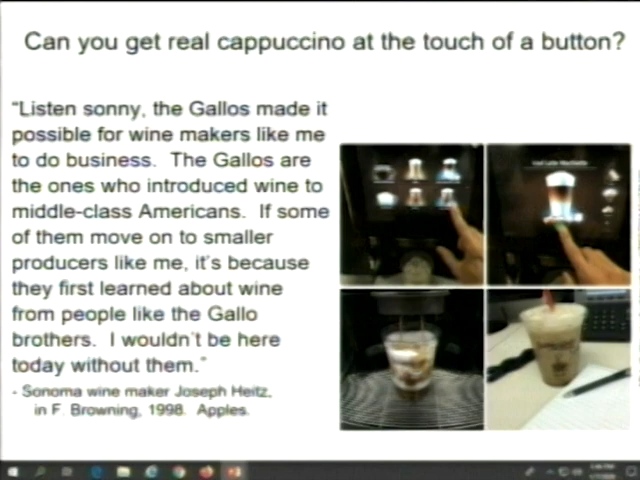 Can you get real cappuccino at the touch of a button?
“Listen sonny, the Gallos made it
possible for wine makers like me
to do business. The Gallos are
the ones who introduced wine to
middle-class Americans. If some
of them move on to smaller
producers like me, it’s because
they first learned about wine
from people like the Gallo
brothers. I wouldn’t be here
today without them.”
- Sonoma wine maker Joseph Heitz,
in F. Browning, 1998. Apples.